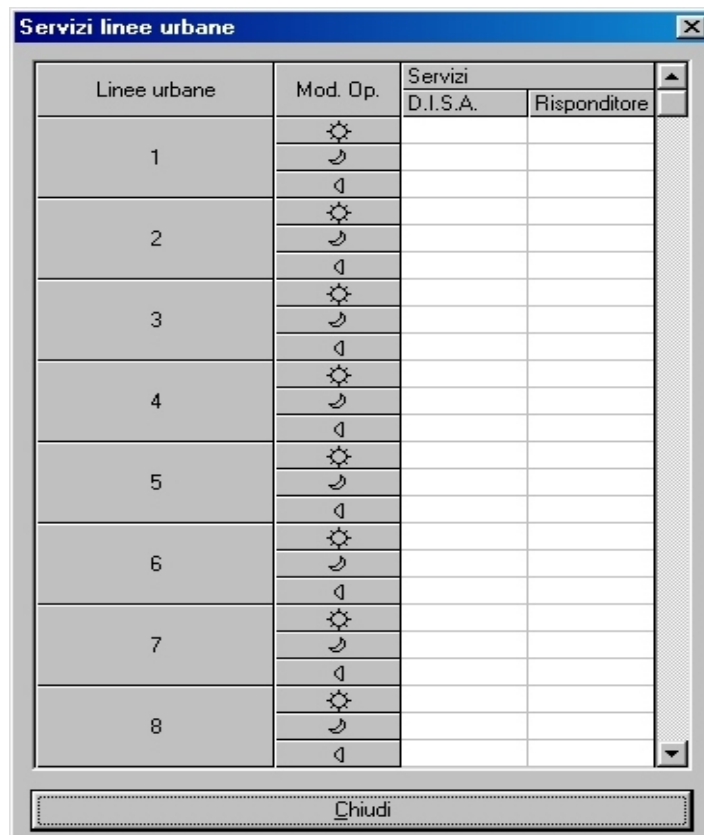 Servizi linee urbane
Linee urbane
Mod. Op.
Servizi
D.I.S.A.
Risponditore
1
2
3
4
5
6
7
8
Chiudi